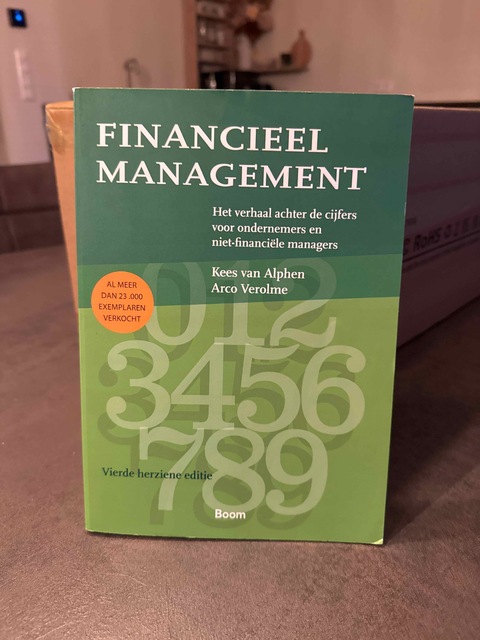 FINANCIEEL
MANAGEMENT
Het verhaal achter de cijfers
voor ondernemers en
niet-financiële managers
Kees van Alphen
Arco Verolme
AL MEER
DAN 23.000
EXEMPLAREN
VERKOCHT
012
3456
789
Vierde herziene editie
Boom
RoHS